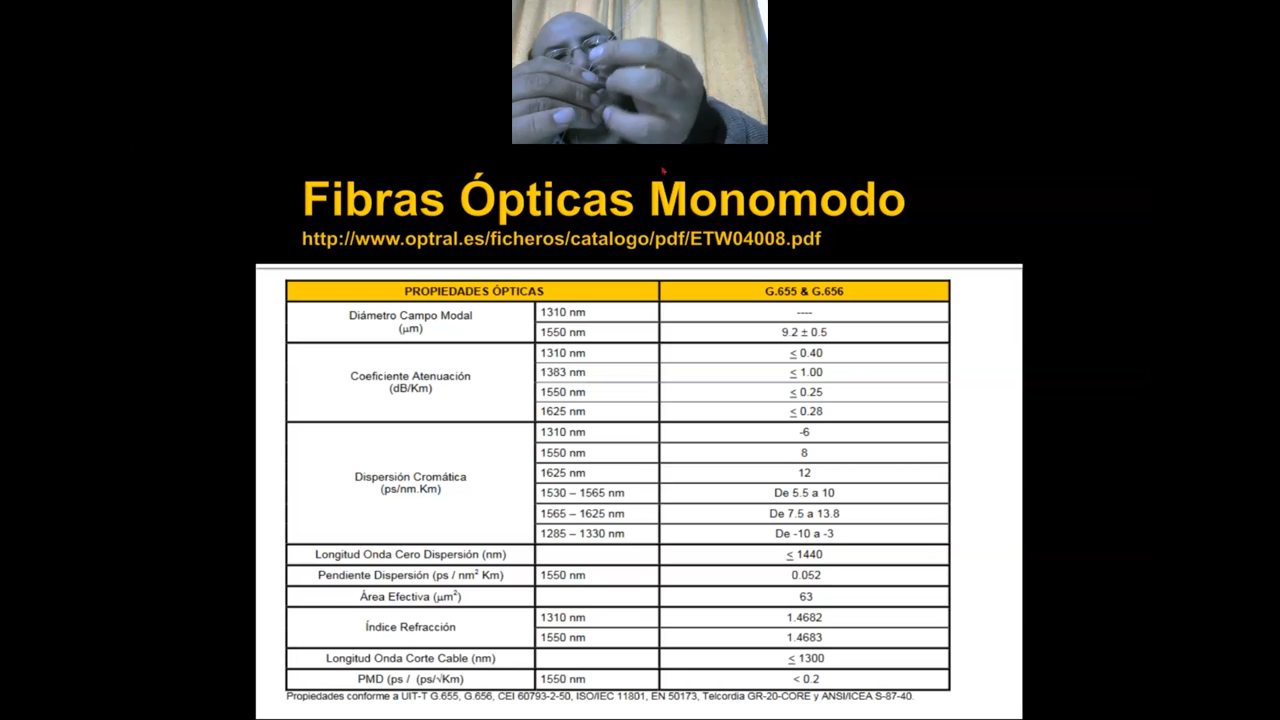 Fibras Ópticas Monomodo
http://www.optral.es/ficheros/catalogo/pdf/ETW04008.pdf
PROPIEDADES ÓPTICAS G.655 & G.656
Diámetro Campo Modal (μm)
1310 nm ----
1550 nm 9.2 ± 0.5
Coeficiente Atenuación (dB/Km)
1310 nm ≤ 0.40
1383 nm ≤ 1.00
1550 nm ≤ 0.25
1625 nm ≤ 0.28
Dispersión Cromática (ps/nm.Km)
1310 nm -6
1550 nm 8
1625 nm 12
1530 – 1565 nm De 5.5 a 10
1565 – 1625 nm De 7.5 a 13.8
1285 – 1330 nm De -10 a -3
Longitud Onda Cero Dispersión (nm) ≤ 1440
Pendiente Dispersión (ps / nm² Km) 1550 nm 0.052
Área Efectiva (μm²) 63
Índice Refracción
1310 nm 1.4682
1550 nm 1.4683
Longitud Onda Corte Cable (nm) ≤ 1300
PMD (ps / (ps/√Km) 1550 nm < 0.2
Propiedades conforme a UIT-T G.655, G.656, CEI 60793-2-50, ISO/IEC 11801, EN 50173, Telcordia GR-20-CORE y ANSI/ICEA S-87-40.